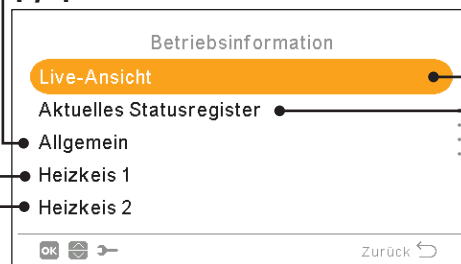 Betriebsinformation
Live-Ansicht
Aktuelles Statusregister
Allgemein
Heizkeis 1
Heizkeis 2
OK Zurück